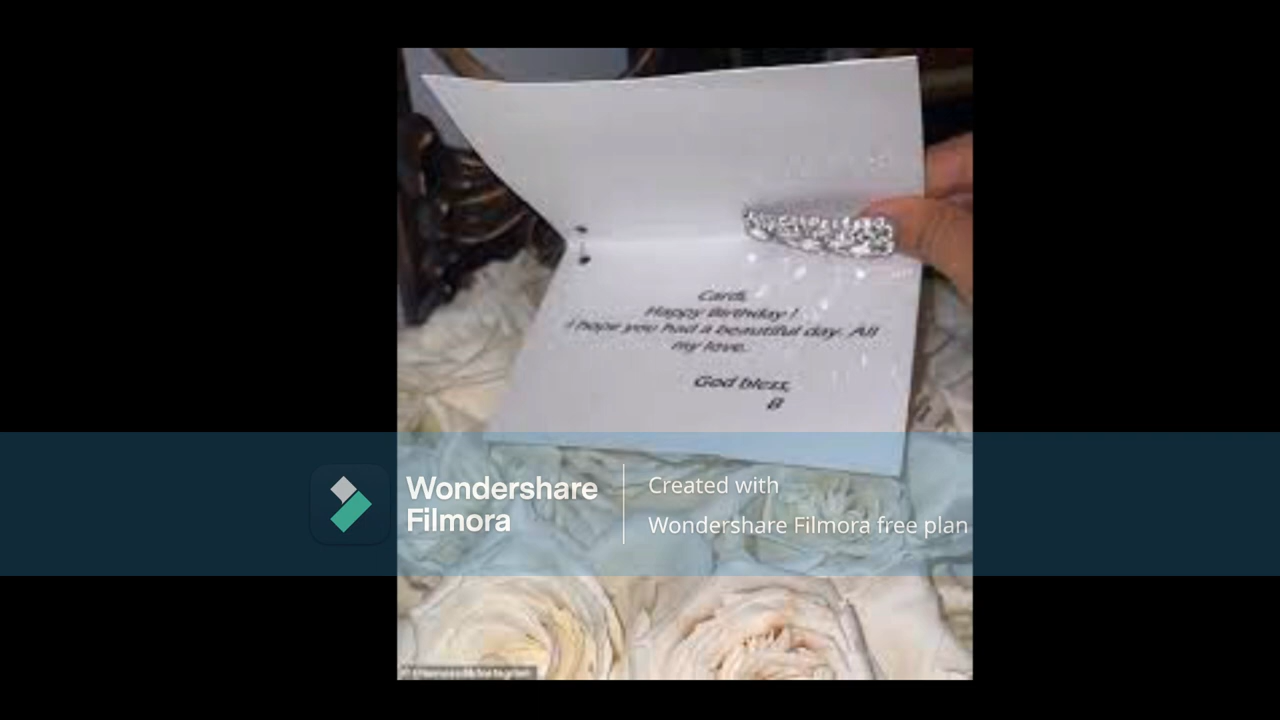 Cardi,
Happy Birthday !
I hope you had a beautiful day. All
my love.
God bless,
B
Wondershare
Filmora
Created with
Wondershare Filmora free plan